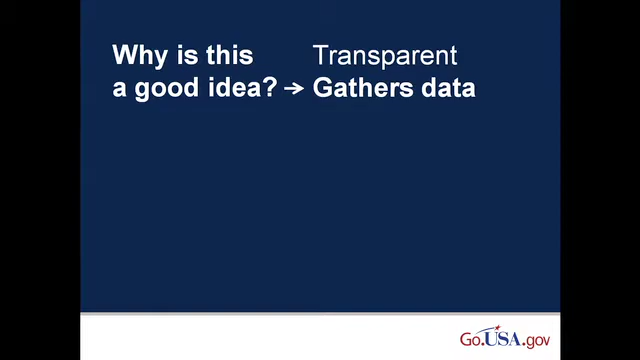 Why is this Transparent
a good idea? → Gathers data
Go.USA.gov